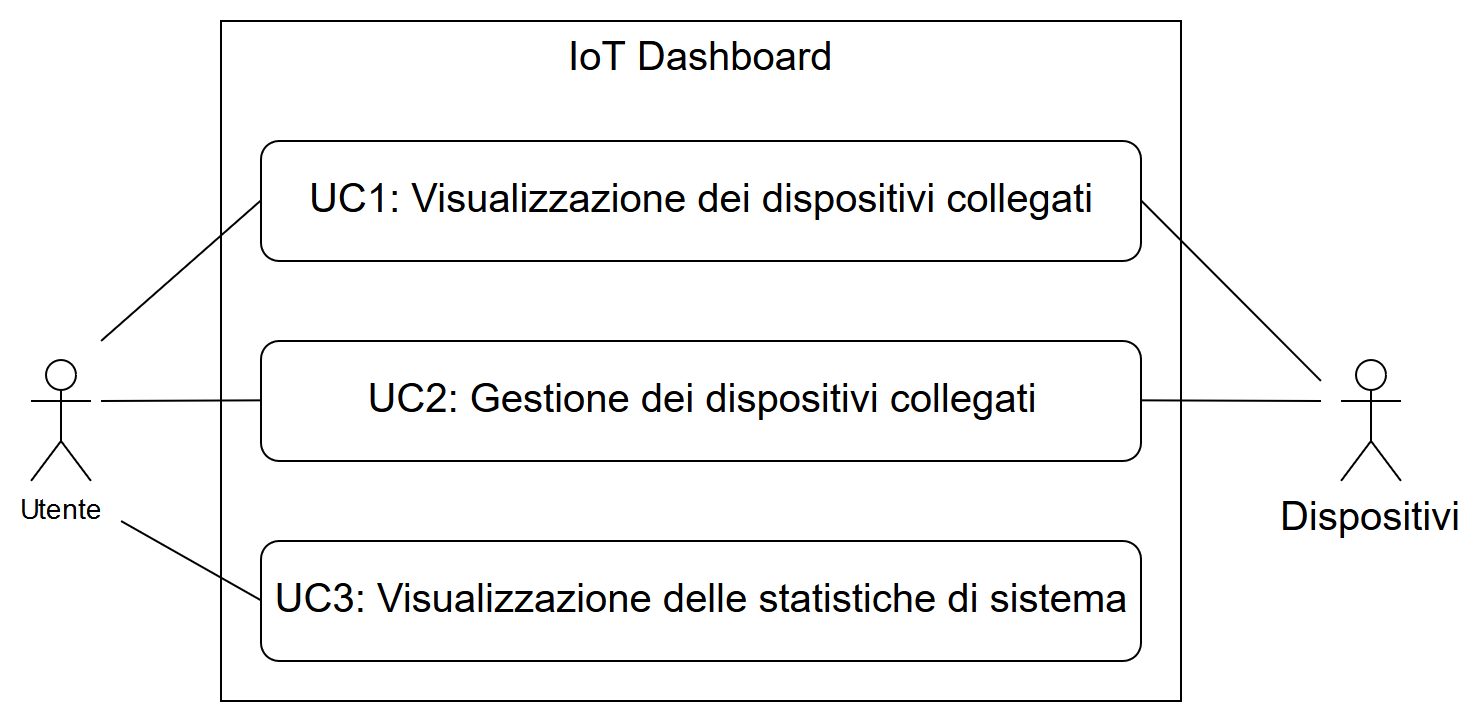 IoT Dashboard
UC1: Visualizzazione dei dispositivi collegati
UC2: Gestione dei dispositivi collegati
Utente
Dispositivi
UC3: Visualizzazione delle statistiche di sistema